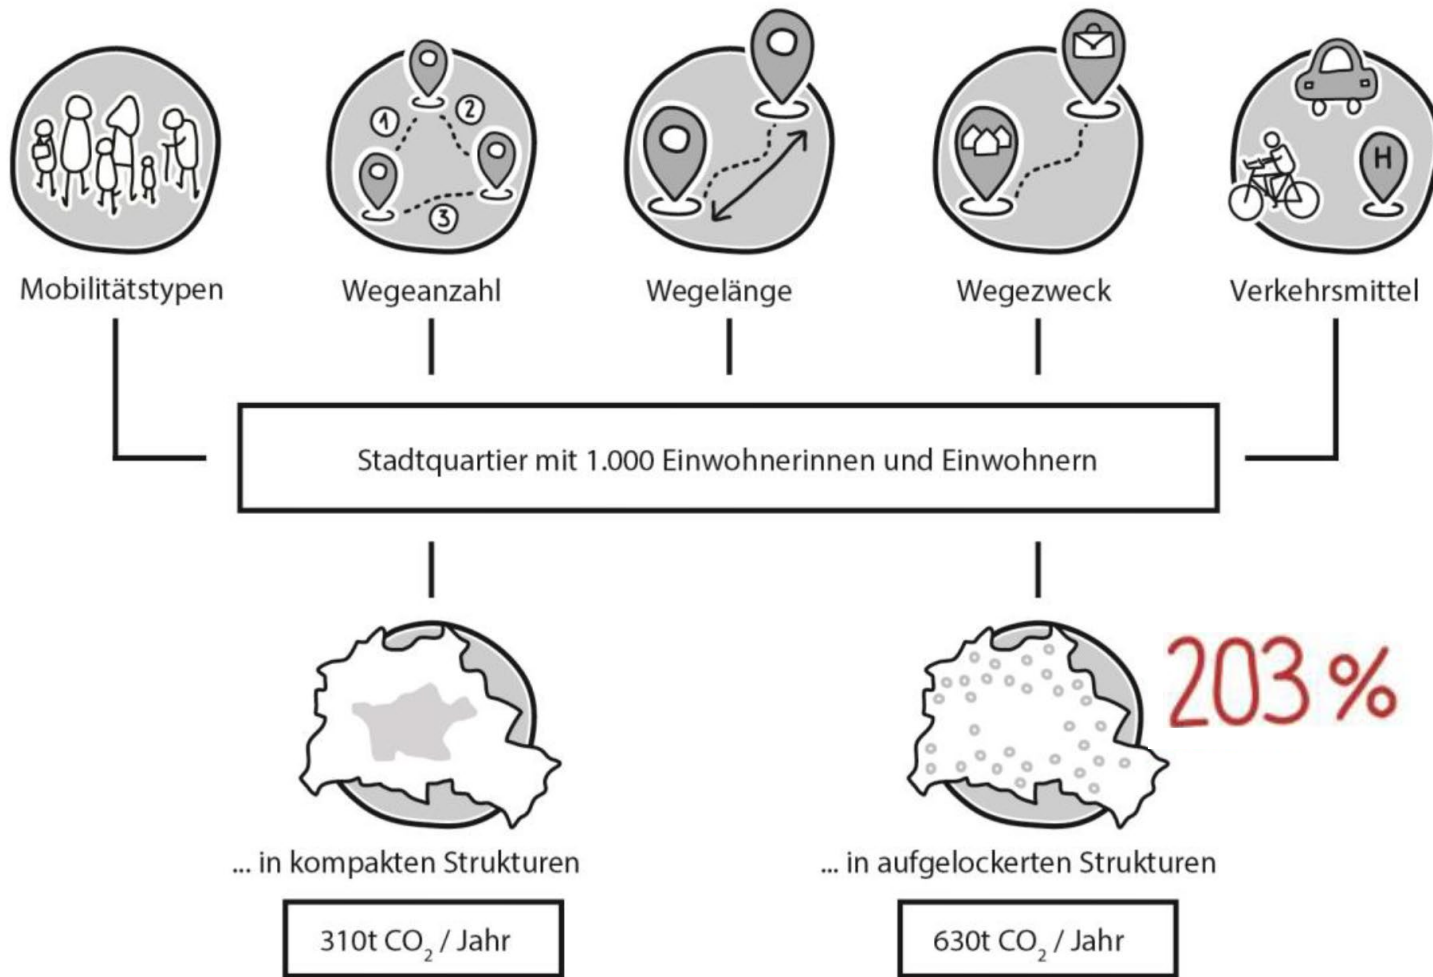 1
2
3
H
Mobilitätstypen
Wegeanzahl
Wegelänge
Wegezweck
Verkehrsmittel
Stadtquartier mit 1.000 Einwohnerinnen und Einwohnern
203 %
... in kompakten Strukturen
... in aufgelockerten Strukturen
310t CO₂ / Jahr
630t CO₂ / Jahr